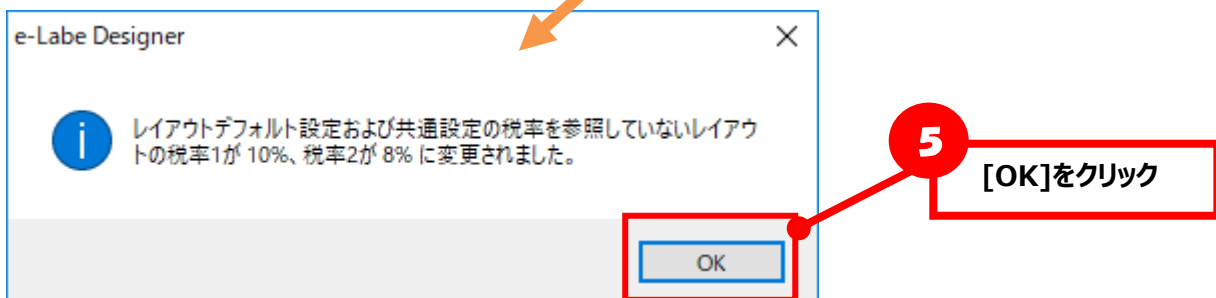 e-Labe Designer
レイアウトデフォルト設定および共通設定の税率を参照していないレイアウ
トの税率1が 10%、税率2が 8% に変更されました。
OK
5
[OK]をクリック